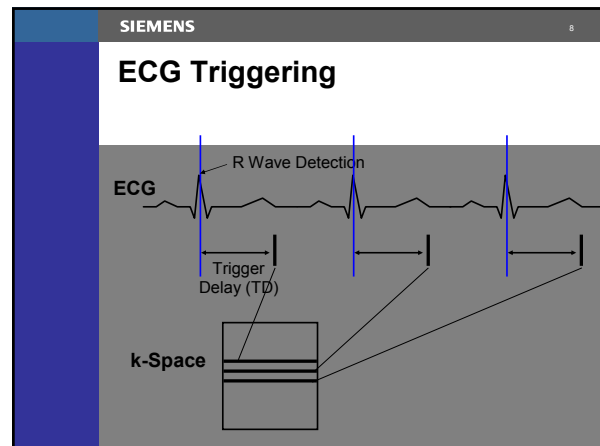 SIEMENS
8
ECG Triggering
R Wave Detection
ECG
Trigger
Delay (TD)
k-Space